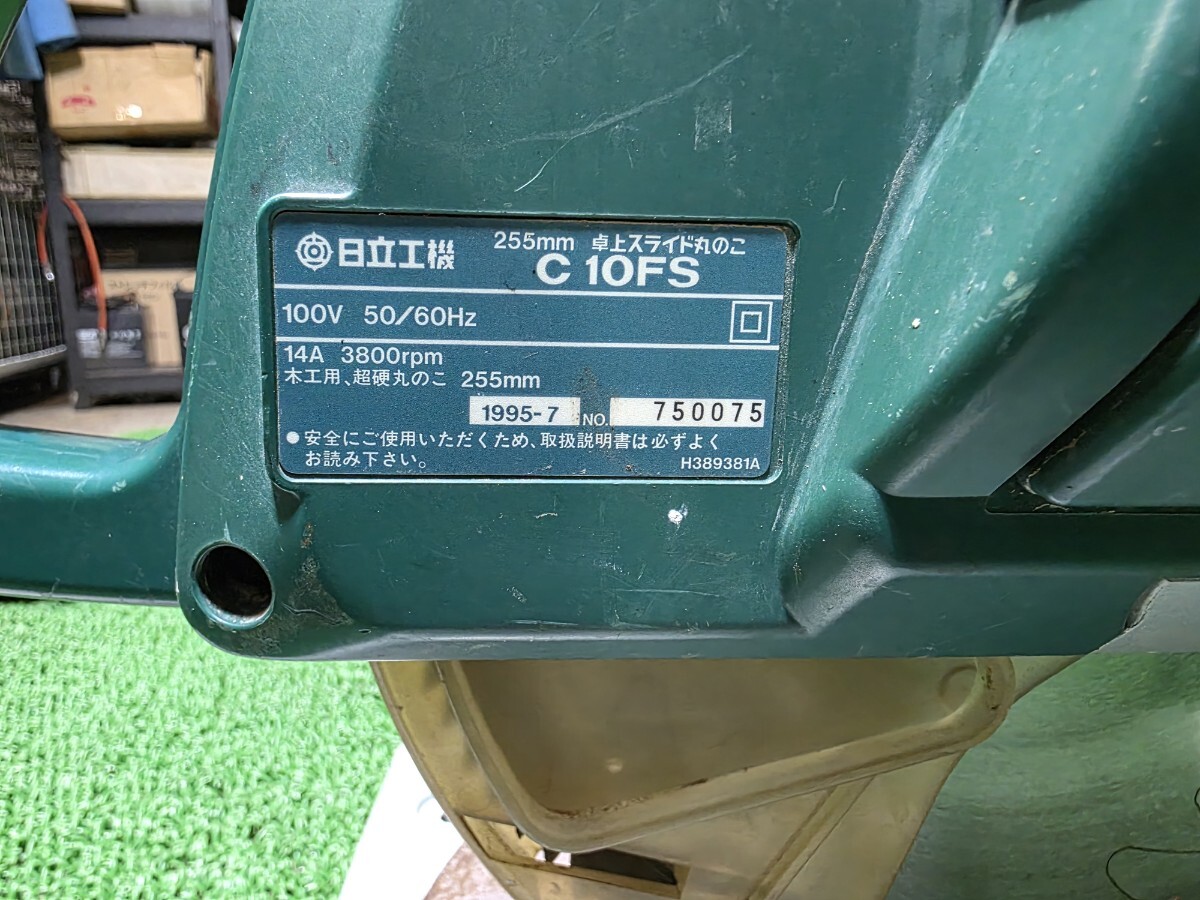 日立工機 255mm 卓上スライド丸のこ
C 10FS
100V 50/60Hz
14A 3800rpm
木工用、超硬丸のこ 255mm
1995-7 NO. 750075
●安全にご使用いただくため、取扱説明書は必ずよく
お読み下さい。 H389381A